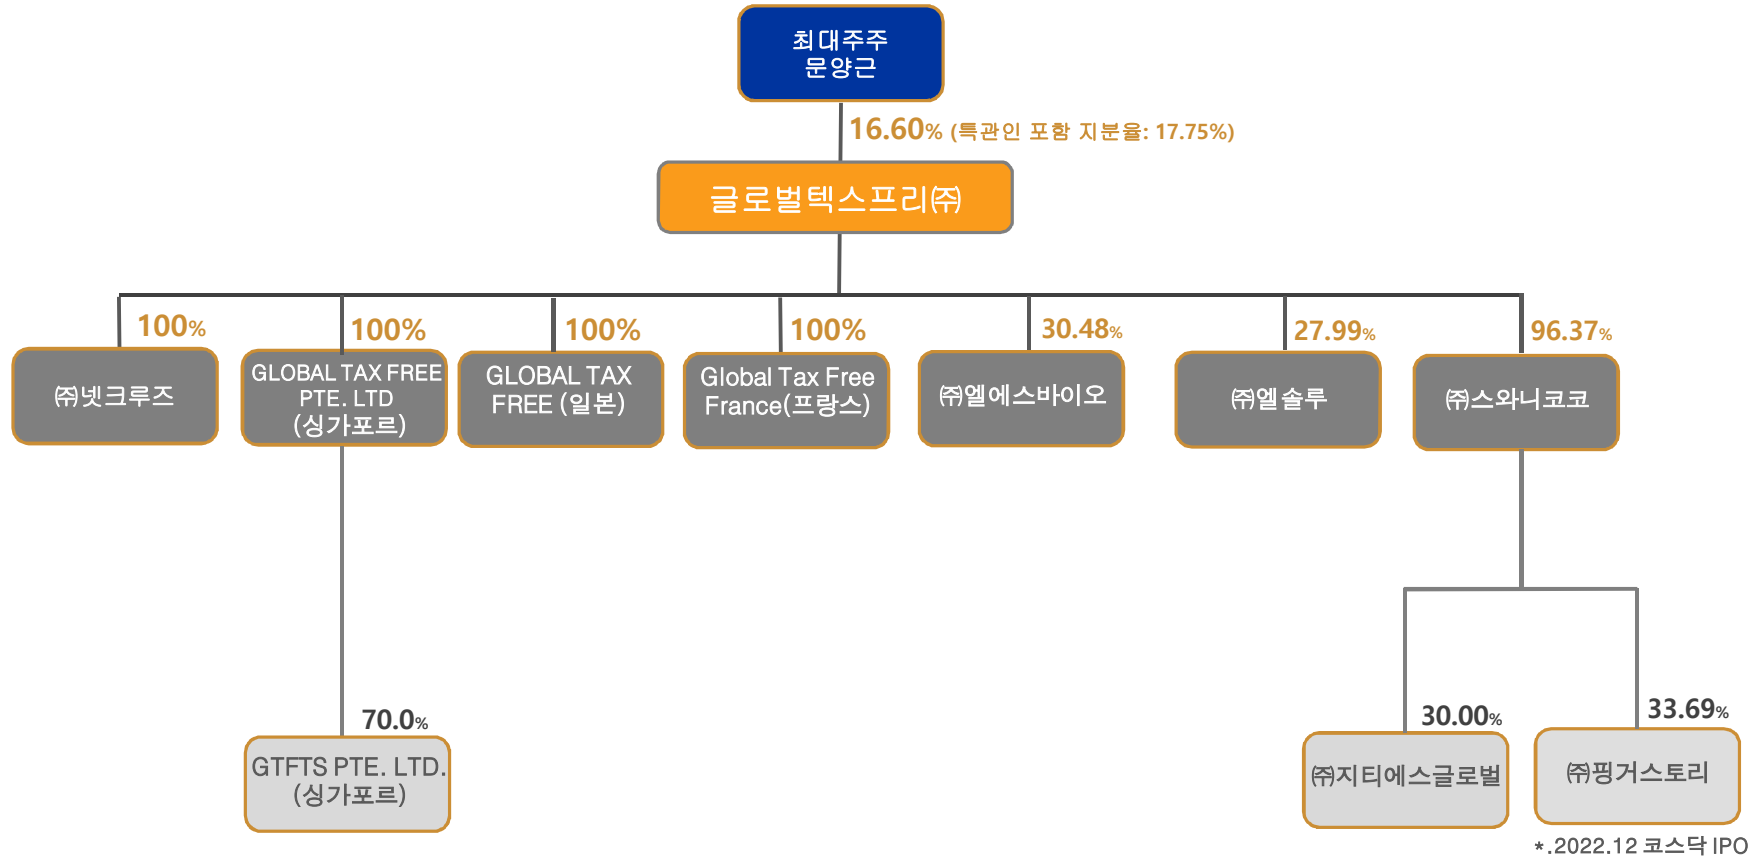 최대주주
문양근
16.60% (특관인 포함 지분율: 17.75%)
글로벌텍스프리㈜
100%
100%
100%
100%
30.48%
27.99%
96.37%
㈜넷크루즈
GLOBAL TAX FREE
PTE. LTD
(싱가포르)
GLOBAL TAX
FREE (일본)
Global Tax Free
France(프랑스)
㈜엘에스바이오
㈜엘솔루
㈜스와니코코
70.0%
30.00%
33.69%
GTFTS PTE. LTD.
(싱가포르)
㈜지티에스글로벌
㈜핑거스토리
*.2022.12 코스닥 IPO